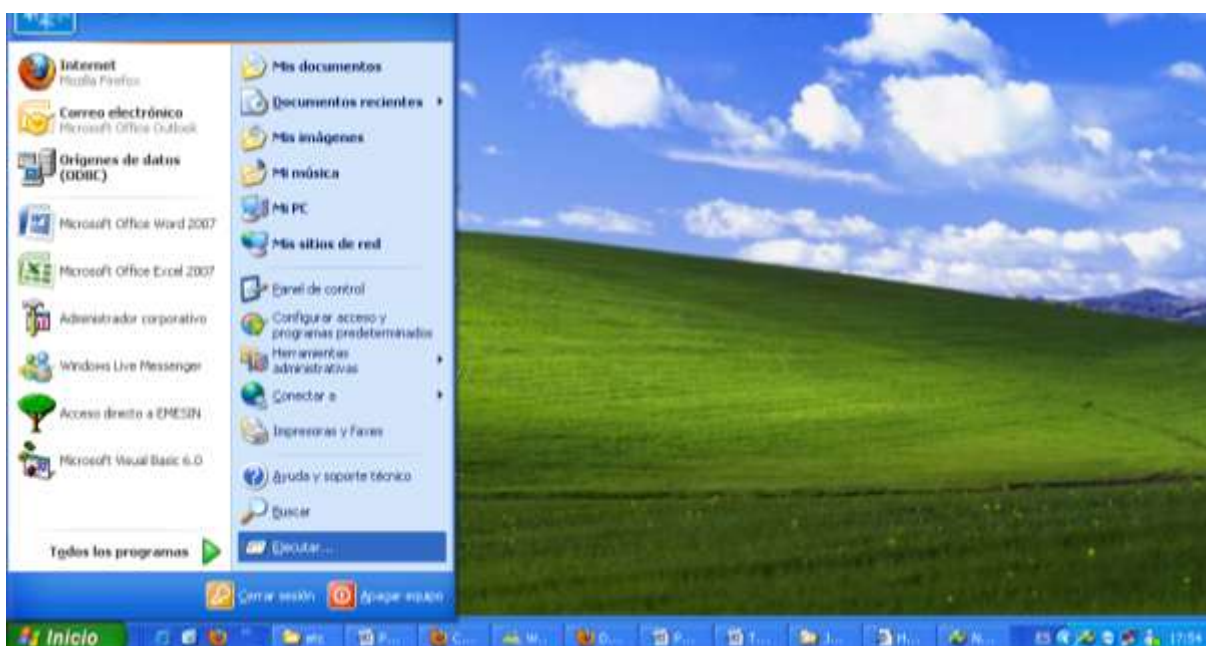 Internet
Mozilla Firefox
Correo electrónico
Microsoft Office Outlook
Orígenes de datos
(ODBC)
Microsoft Office Word 2007
Microsoft Office Excel 2007
Administrador corporativo
Windows Live Messenger
Acceso directo a EMESIN
Microsoft Visual Basic 6.0
Todos los programas
Mis documentos
Documentos recientes
Mis imágenes
Mi música
Mi PC
Mis sitios de red
Panel de control
Configurar acceso y
programas predeterminados
Herramientas
administrativas
Conectar a
Impresoras y faxes
Ayuda y soporte técnico
Buscar
Ejecutar...
Cerrar sesión
Apagar equipo
Inicio
P...
C...
W...
D...
P...
T...
J...
H...
N...
ES
17:54